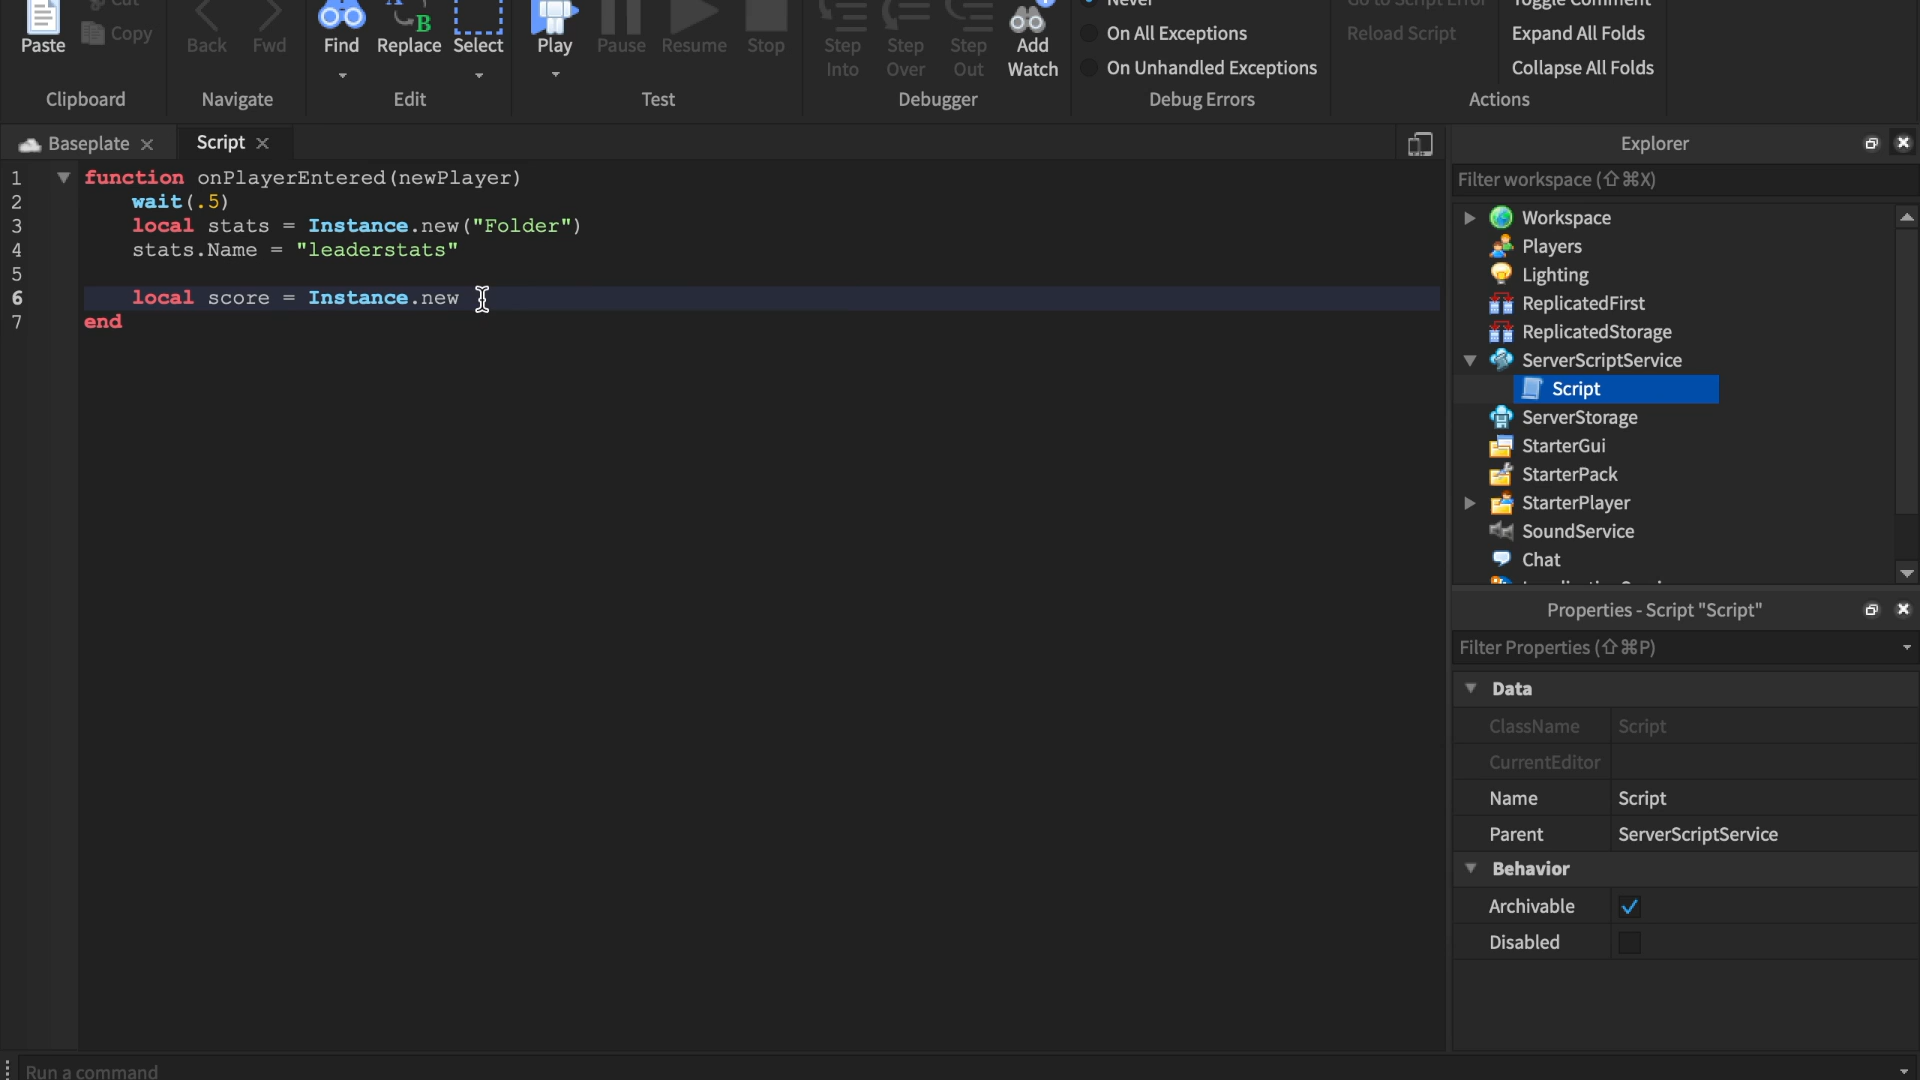 Paste
Copy
Clipboard
Back
Fwd
Navigate
Find
Replace
Select
Edit
Play
Pause
Resume
Stop
Test
Step Into
Step Over
Step Out
Add Watch
Debugger
Never
On All Exceptions
On Unhandled Exceptions
Debug Errors
Reload Script
Expand All Folds
Collapse All Folds
Actions
Baseplate
Script
1 function onPlayerEntered(newPlayer)
2 wait(.5)
3 local stats = Instance.new("Folder")
4 stats.Name = "leaderstats"
5
6 local score = Instance.new
7 end
Explorer
Filter workspace (⇧⌘X)
Workspace
Players
Lighting
ReplicatedFirst
ReplicatedStorage
ServerScriptService
Script
ServerStorage
StarterGui
StarterPack
StarterPlayer
SoundService
Chat
Properties - Script "Script"
Filter Properties (⇧⌘P)
Data
ClassName Script
CurrentEditor
Name Script
Parent ServerScriptService
Behavior
Archivable
Disabled
Run a command